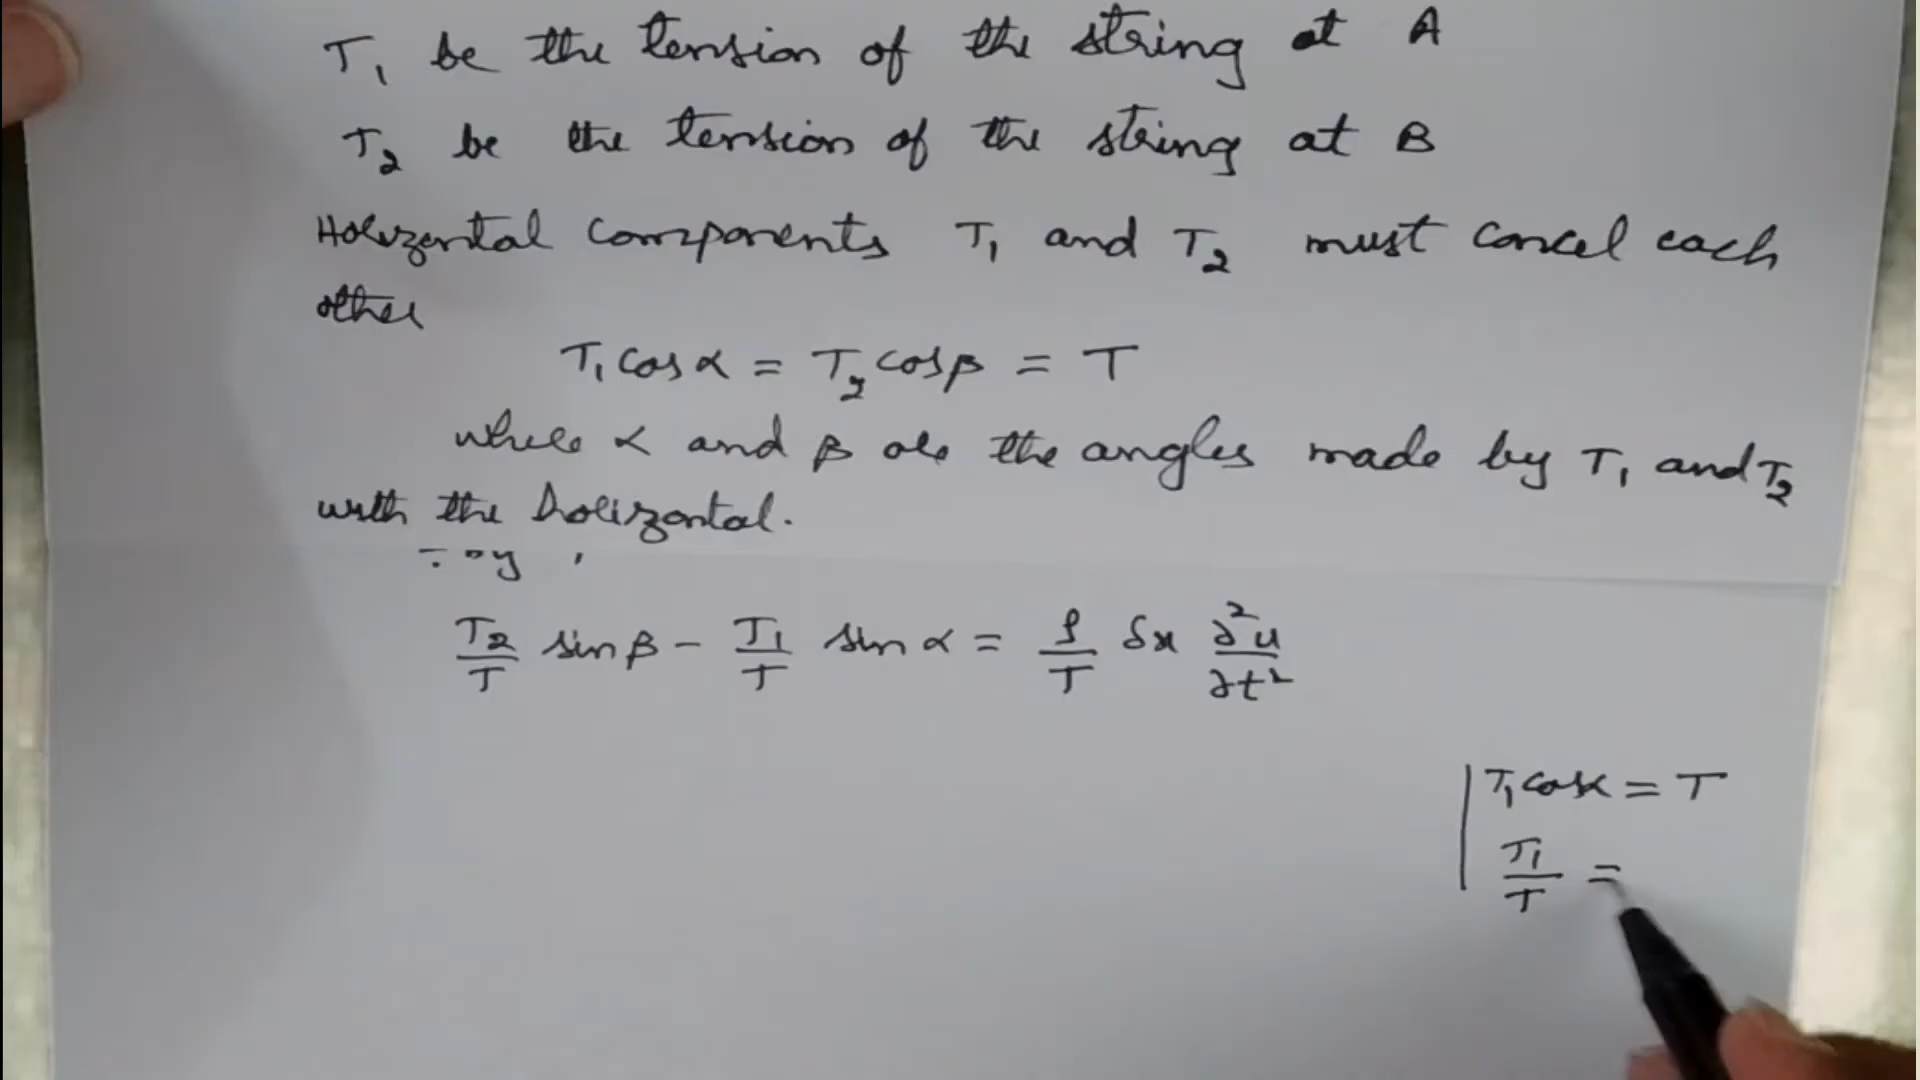 T₁ be the tension of the string at A
T₂ be the tension of the string at B
Horizontal components T₁ and T₂ must cancel each
other
T₁ cos α = T₂ cos β = T
where α and β are the angles made by T₁ and T₂
with the horizontal.
÷ by
T₂/T sin β - T₁/T sin α = ρ/T δx ∂²u/∂t²
T₁ cos α = T
T₁/T =